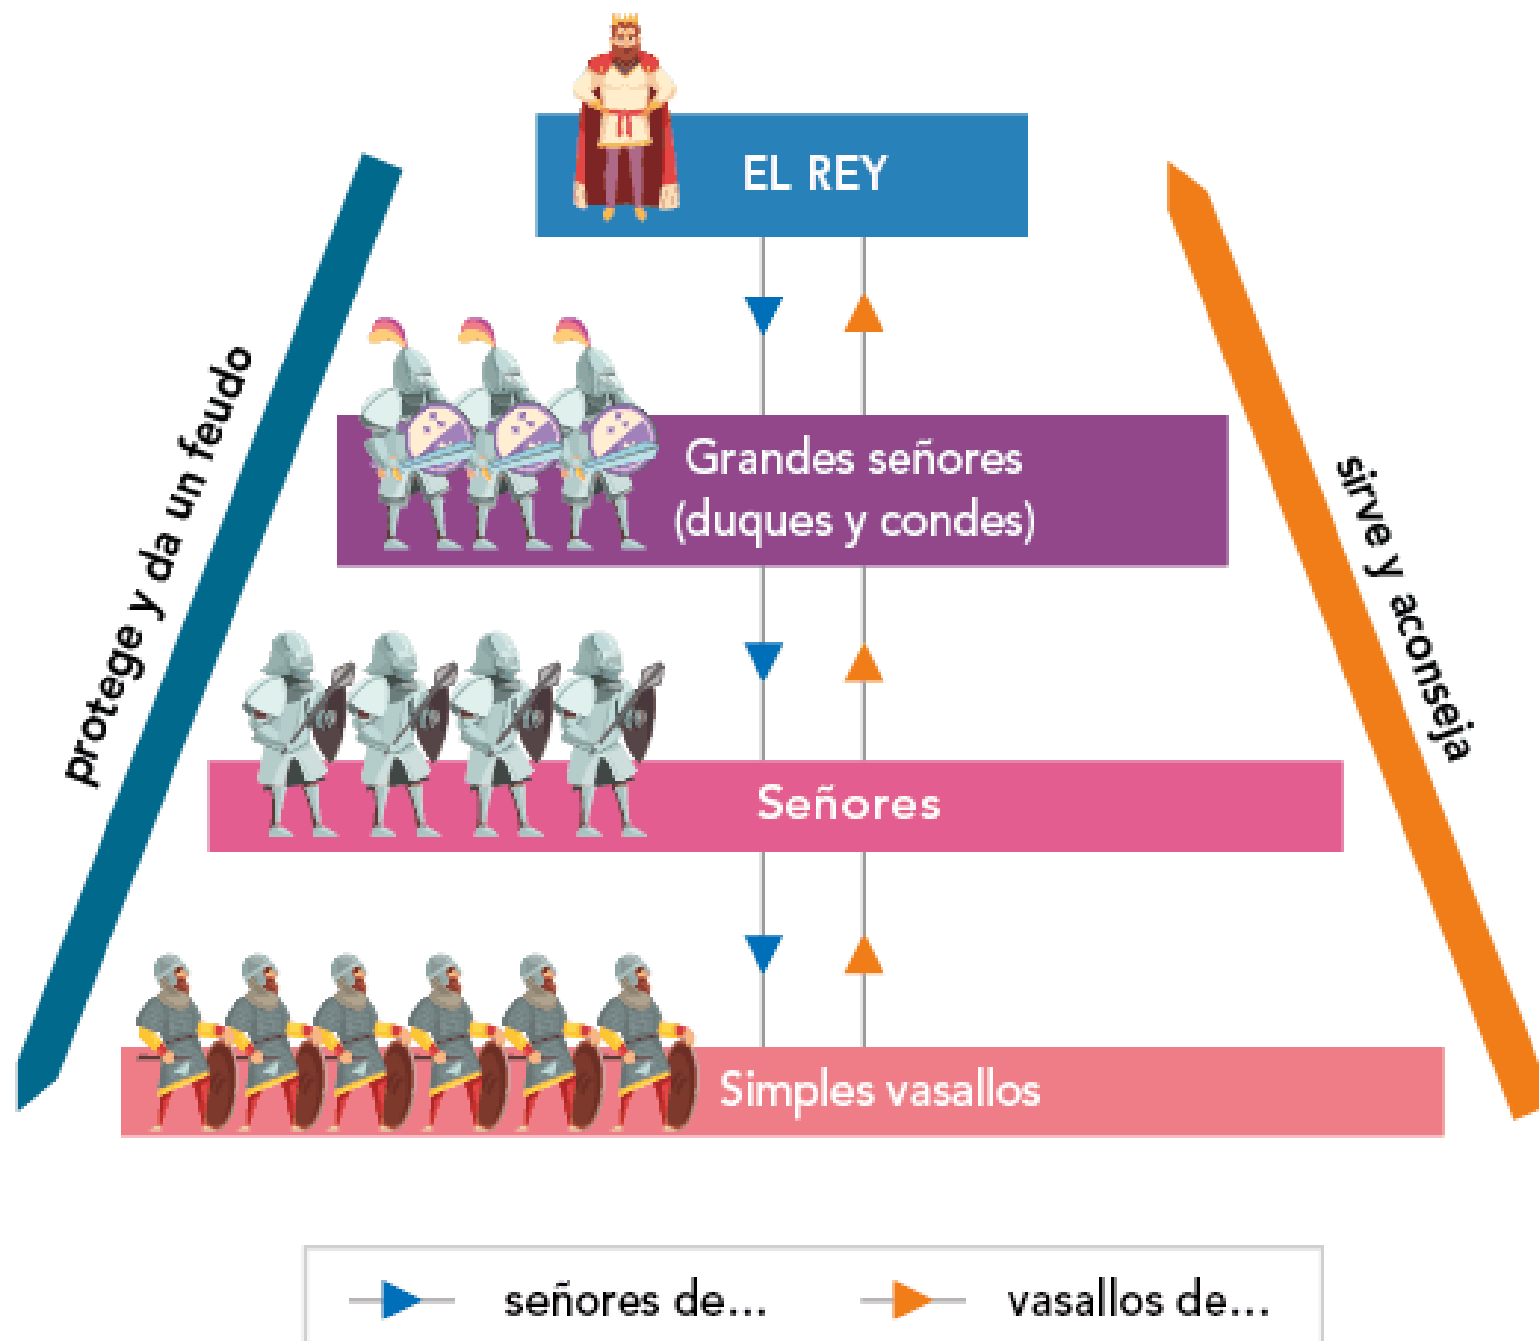 EL REY
protege y da un feudo
Grandes señores
(duques y condes)
sirve y aconseja
Señores
Simples vasallos
señores de...
vasallos de...